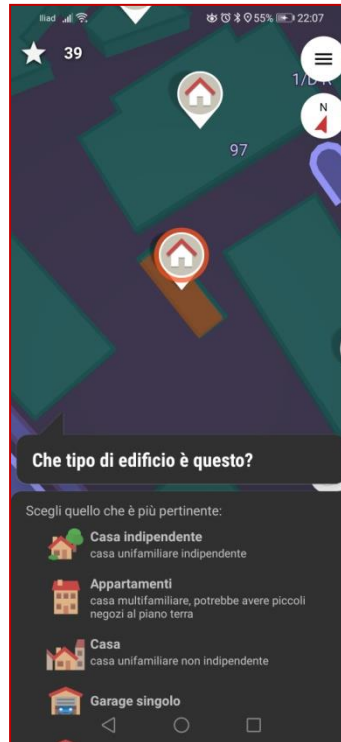 Iliad 55% 22:07
39
1/D R
N
97
Che tipo di edificio è questo?
Scegli quello che è più pertinente:
Casa indipendente
casa unifamiliare indipendente
Appartamenti
casa multifamiliare, potrebbe avere piccoli
negozi al piano terra
Casa
casa unifamiliare non indipendente
Garage singolo